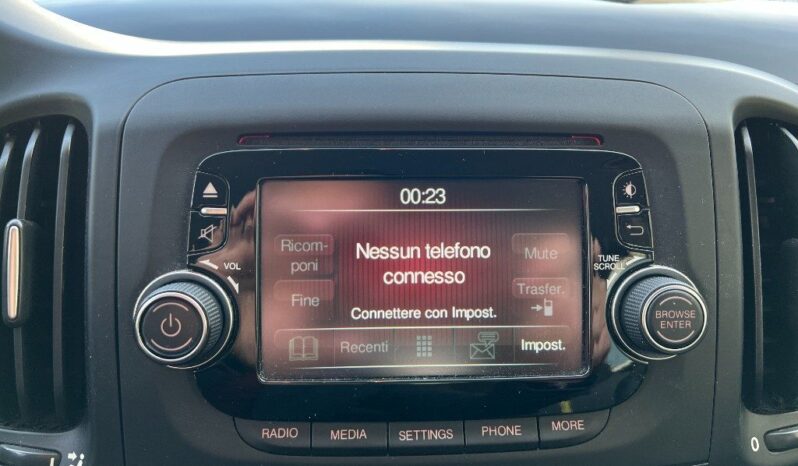 00:23
Ricom-
poni
Nessun telefono
connesso
Mute
Fine
Trasfer.
Connettere con Impost.
Recenti
Impost.
VOL
TUNE
SCROLL
BROWSE
ENTER
RADIO
MEDIA
SETTINGS
PHONE
MORE
0